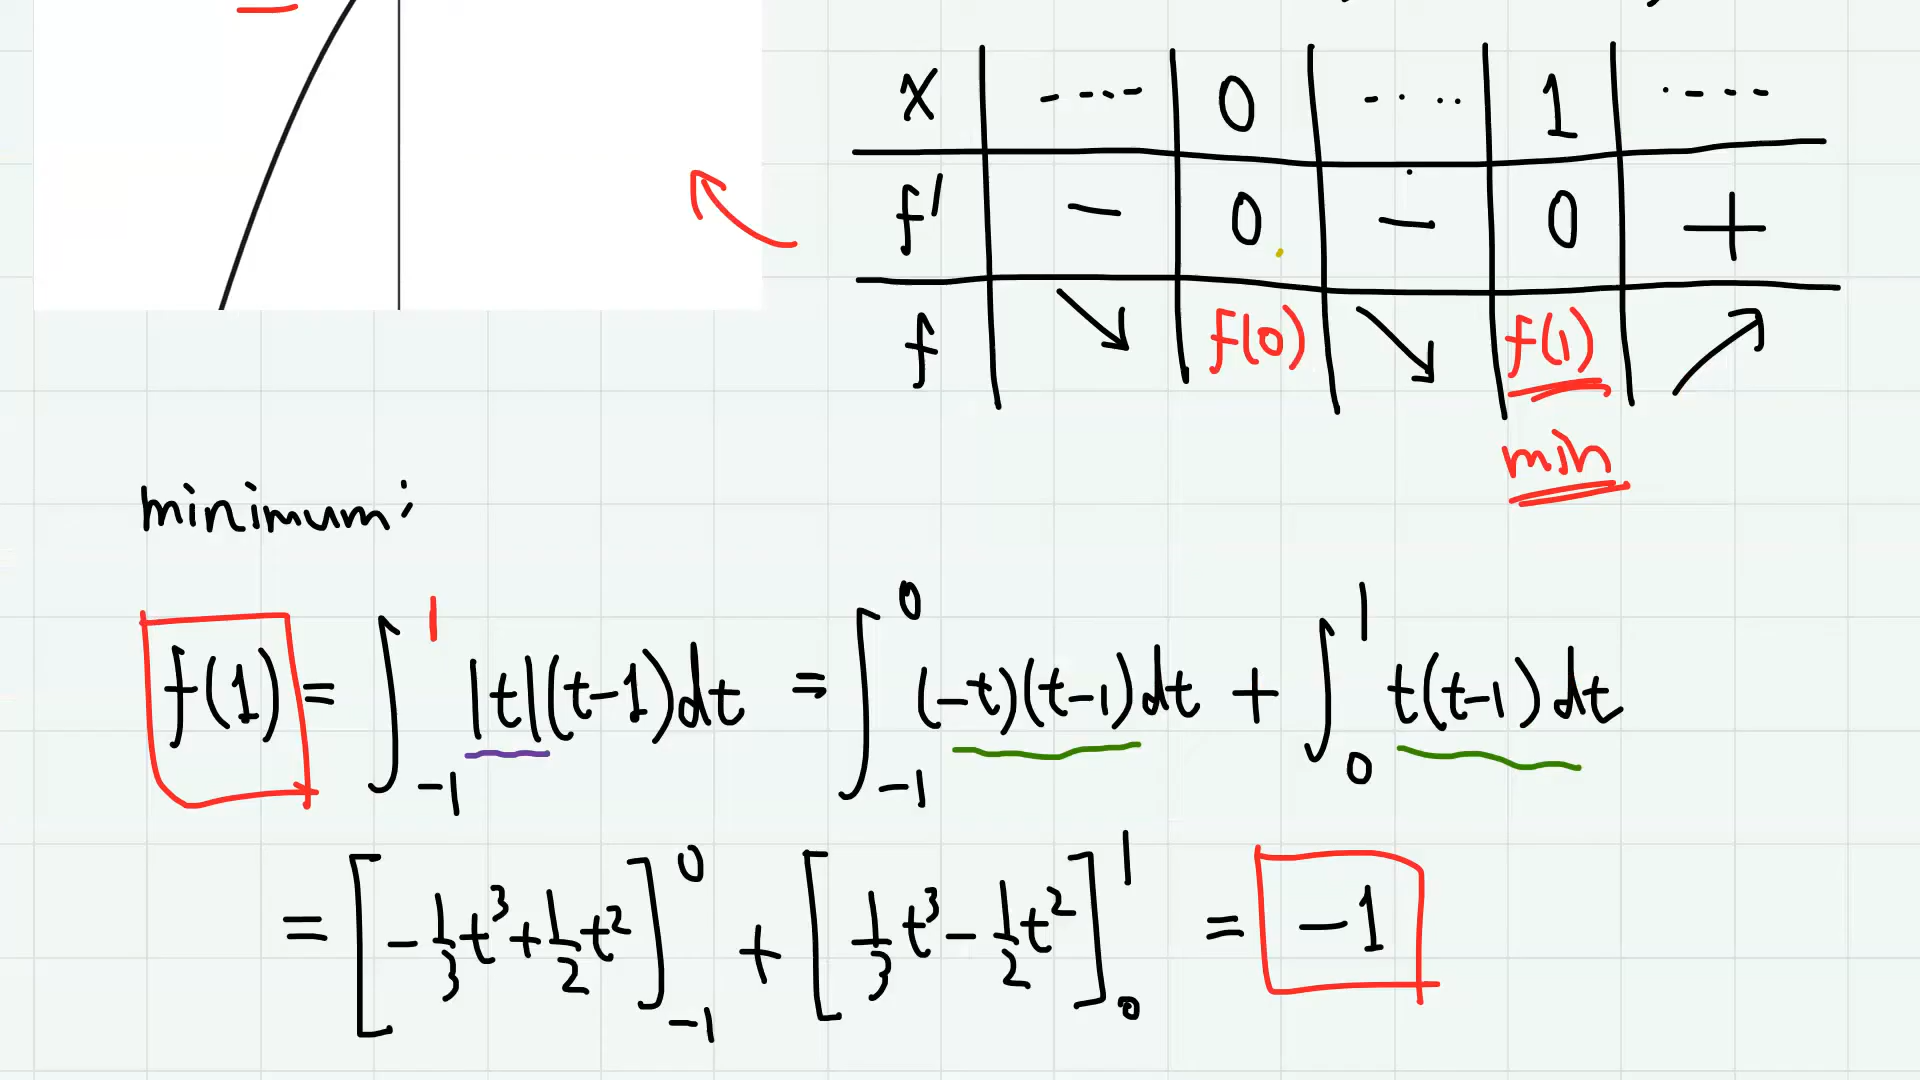 x ---- 0 -··· 1 ·----
f' − 0 − 0 +
f ↘ f(0) ↘ f(1) ↗
min
minimum:
f(1) = ∫_{-1}^{1} |t|(t-1)dt = ∫_{-1}^{0} (-t)(t-1)dt + ∫_{0}^{1} t(t-1)dt
= [-1/3 t³ + 1/2 t²]_{-1}^{0} + [1/3 t³ - 1/2 t²]_{0}^{1} = -1